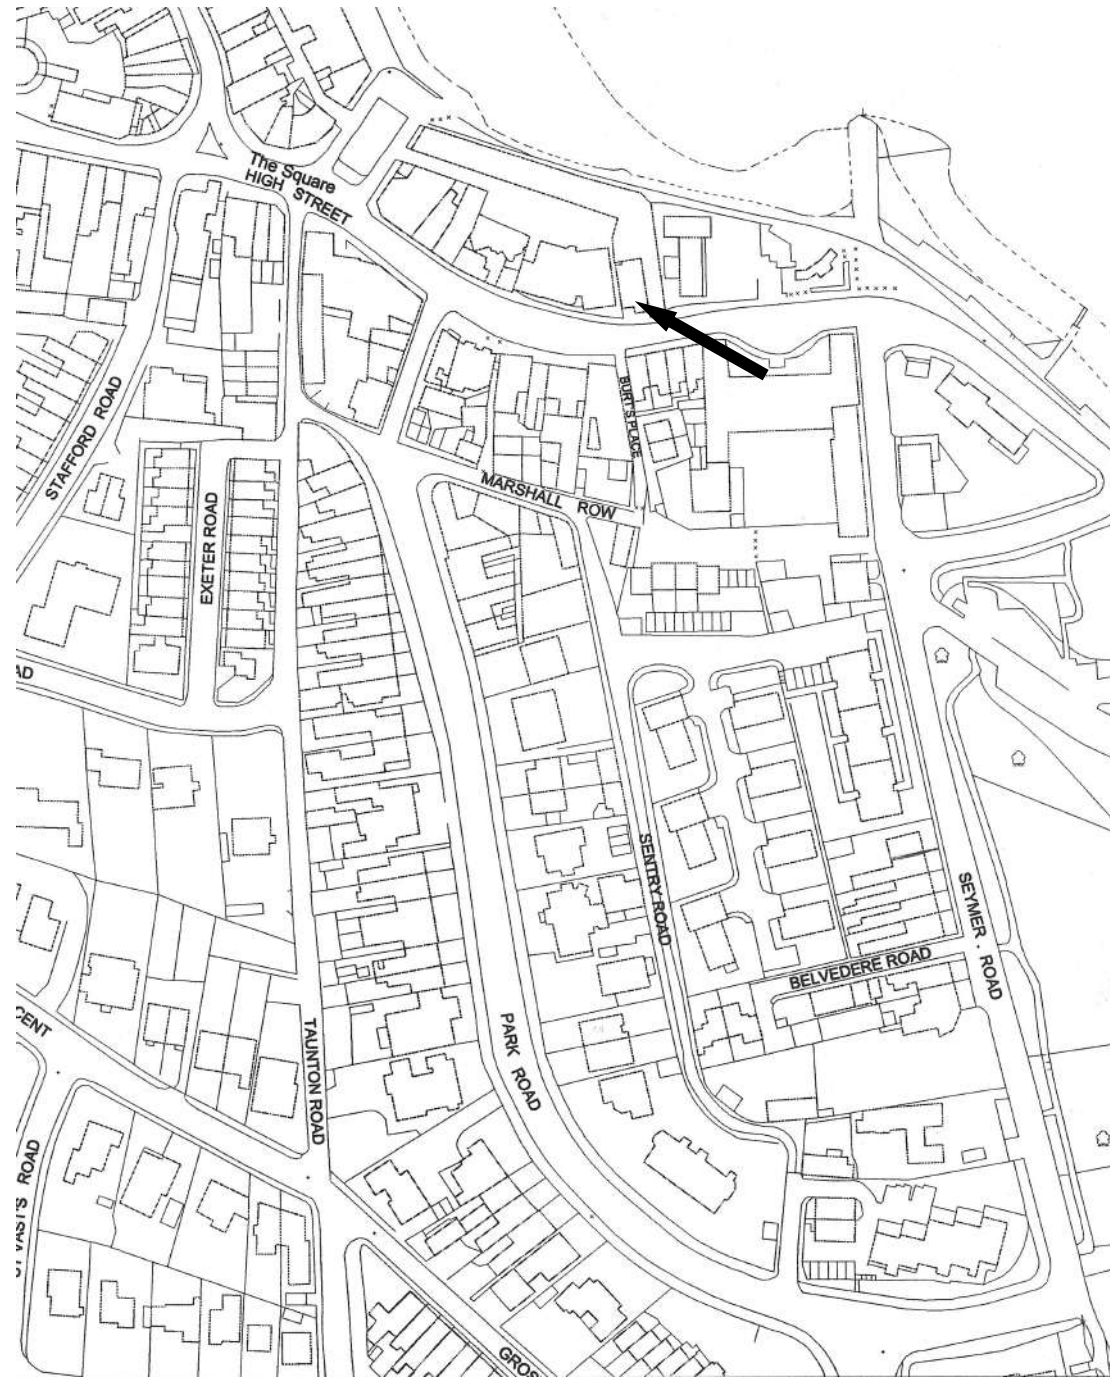 The Square
HIGH STREET
BURT'S PLACE
STAFFORD ROAD
MARSHALL ROW
EXETER ROAD
AD
SENTRY ROAD
SEYMER ROAD
BELVEDERE ROAD
CENT
TAUNTON ROAD
PARK ROAD
VAST'S ROAD
GROS